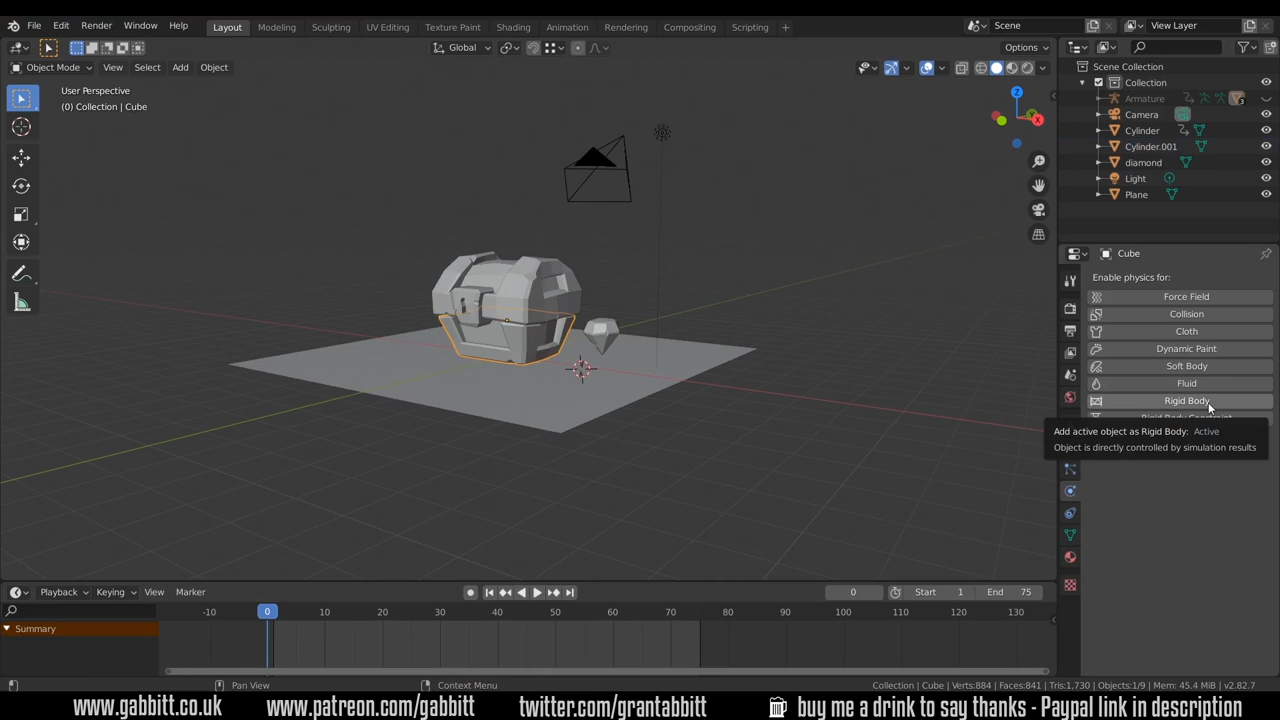 File Edit Render Window Help Layout Modeling Sculpting UV Editing Texture Paint Shading Animation Rendering Compositing Scripting + Scene View Layer
Global Options
Object Mode View Select Add Object
User Perspective
(0) Collection | Cube
Z
Y
X
Scene Collection
Collection
Armature 3
Camera
Cylinder
Cylinder.001
diamond
Light
Plane
Cube
Enable physics for:
Force Field
Collision
Cloth
Dynamic Paint
Soft Body
Fluid
Rigid Body
Rigid Body Constraint
Add active object as Rigid Body: Active
Object is directly controlled by simulation results
Playback Keying View Marker 0 Start 1 End 75
-10 0 10 20 30 40 50 60 70 80 90 100 110 120 130
Summary
Pan View Context Menu Collection | Cube | Verts:884 | Faces:841 | Tris:1,730 | Objects:1/9 | Mem: 45.4 MiB | v2.82.7
www.gabbitt.co.uk www.patreon.com/gabbitt twitter.com/grantabbitt buy me a drink to say thanks - Paypal link in description